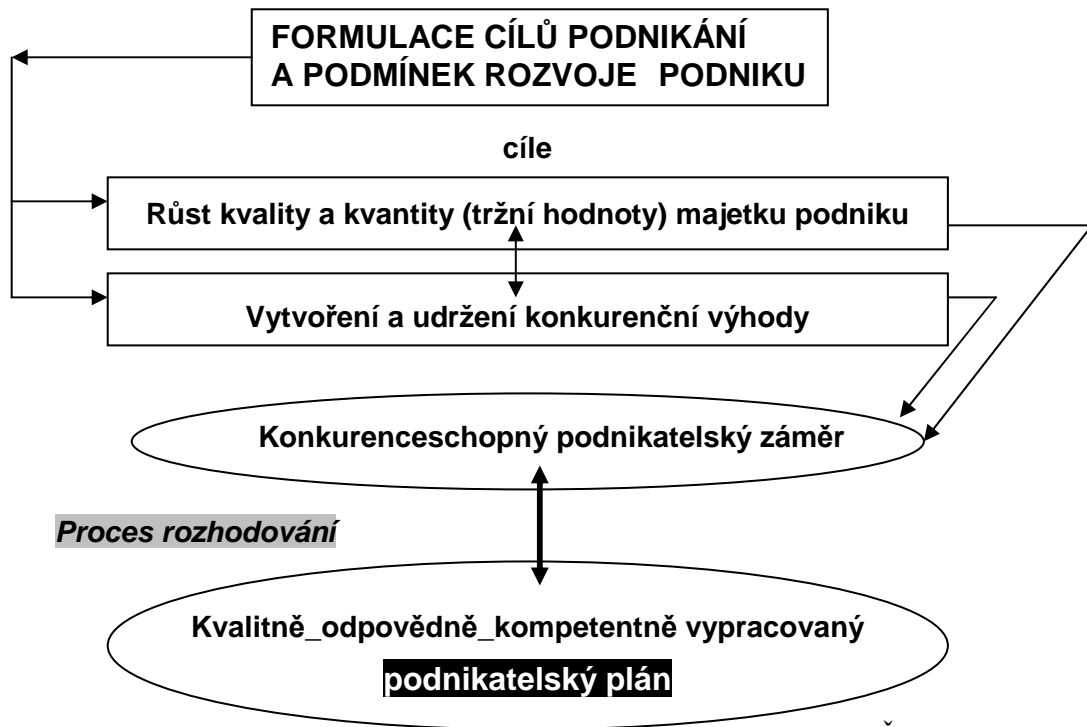 FORMULACE CÍLŮ PODNIKÁNÍ
A PODMÍNEK ROZVOJE PODNIKU
cíle
Růst kvality a kvantity (tržní hodnoty) majetku podniku
Vytvoření a udržení konkurenční výhody
Konkurenceschopný podnikatelský záměr
Proces rozhodování
Kvalitně_odpovědně_kompetentně vypracovaný
podnikatelský plán